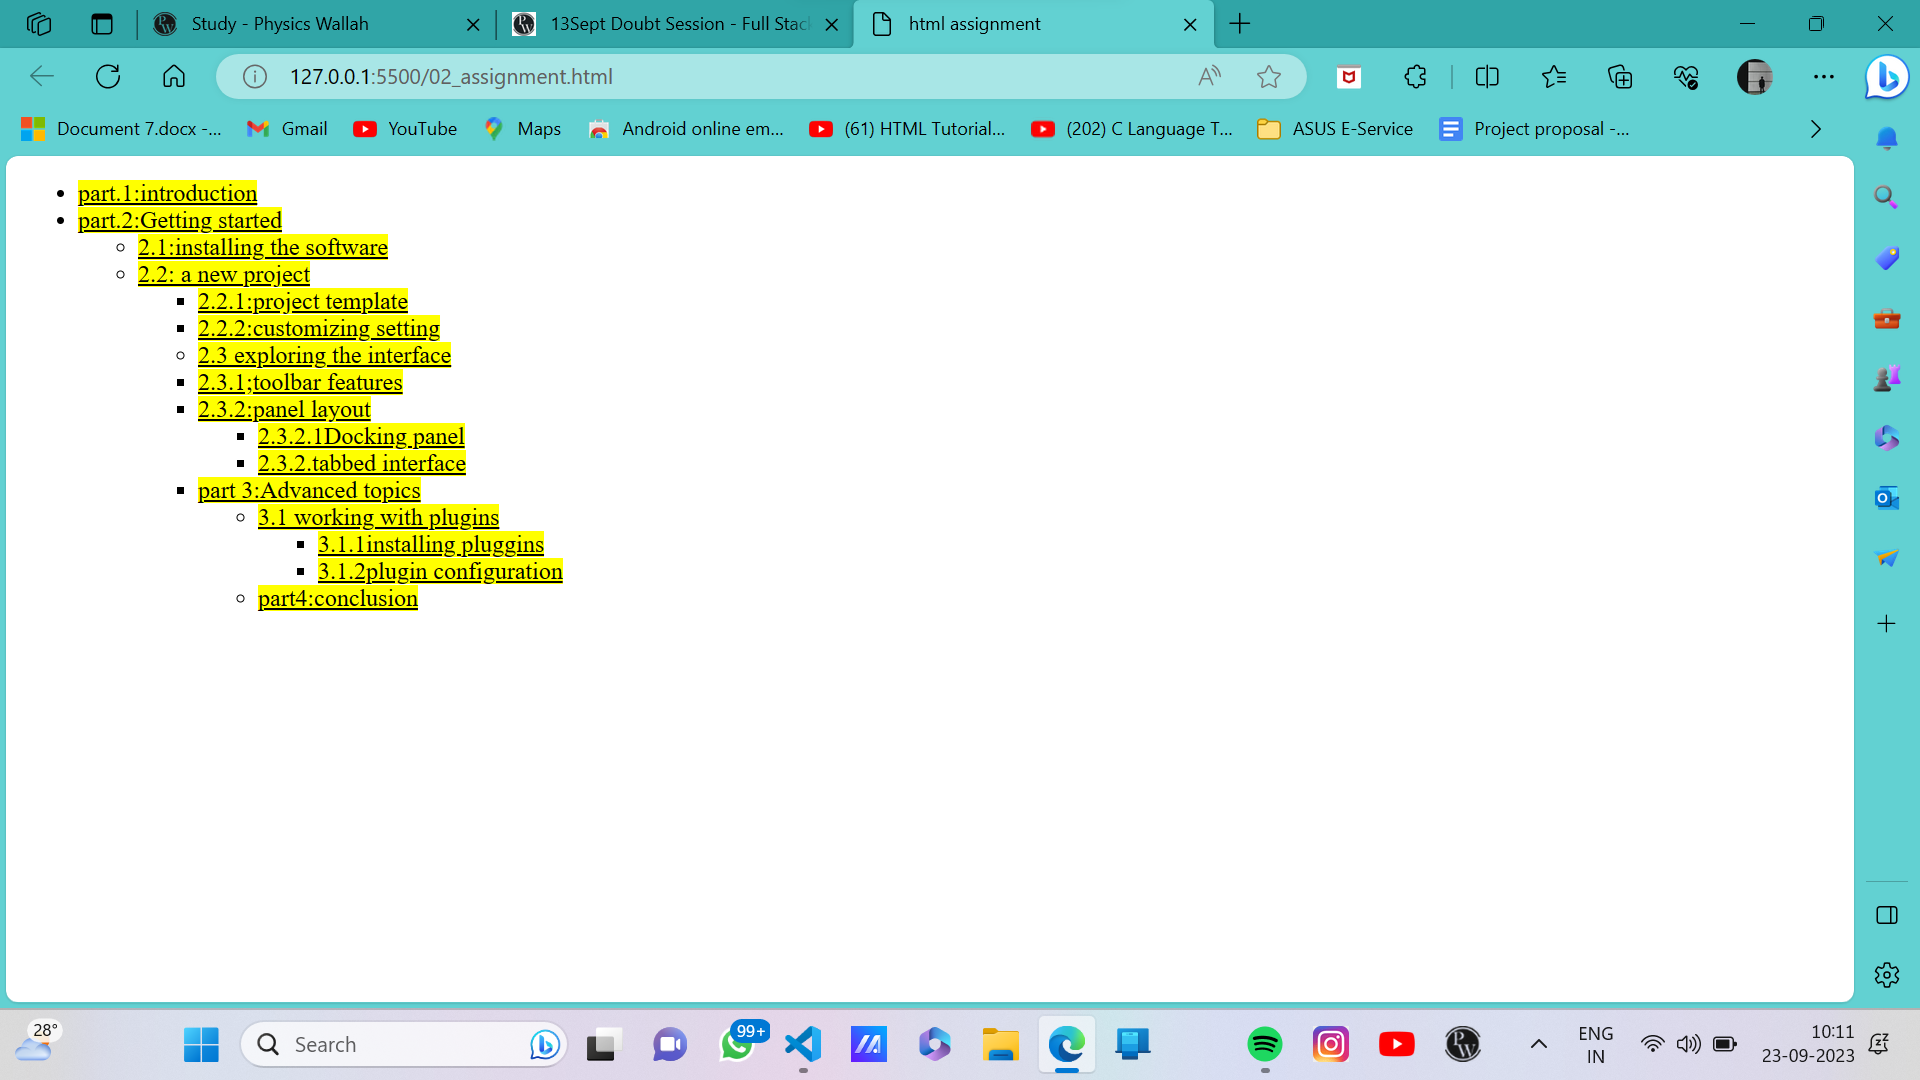 Study - Physics Wallah
13Sept Doubt Session - Full Stac
html assignment
127.0.0.1:5500/02_assignment.html
Document 7.docx -...
Gmail
YouTube
Maps
Android online em...
(61) HTML Tutorial...
(202) C Language T...
ASUS E-Service
Project proposal -...
part.1:introduction
part.2:Getting started
2.1:installing the software
2.2: a new project
2.2.1:project template
2.2.2:customizing setting
2.3 exploring the interface
2.3.1;toolbar features
2.3.2:panel layout
2.3.2.1Docking panel
2.3.2.tabbed interface
part 3:Advanced topics
3.1 working with plugins
3.1.1installing pluggins
3.1.2plugin configuration
part4:conclusion
28°
Search
99+
ENG
IN
10:11
23-09-2023